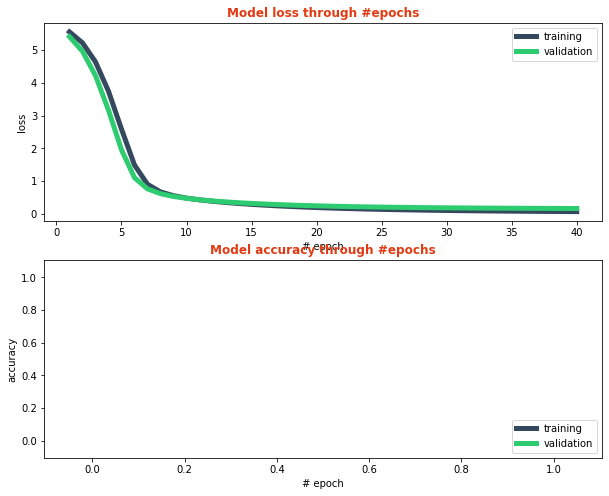 Model loss through #epochs
training
validation
loss
5
4
3
2
1
0
0 5 10 15 20 25 30 35 40
# epoch
Model accuracy through #epochs
accuracy
1.0
0.8
0.6
0.4
0.2
0.0
training
validation
0.0 0.2 0.4 0.6 0.8 1.0
# epoch